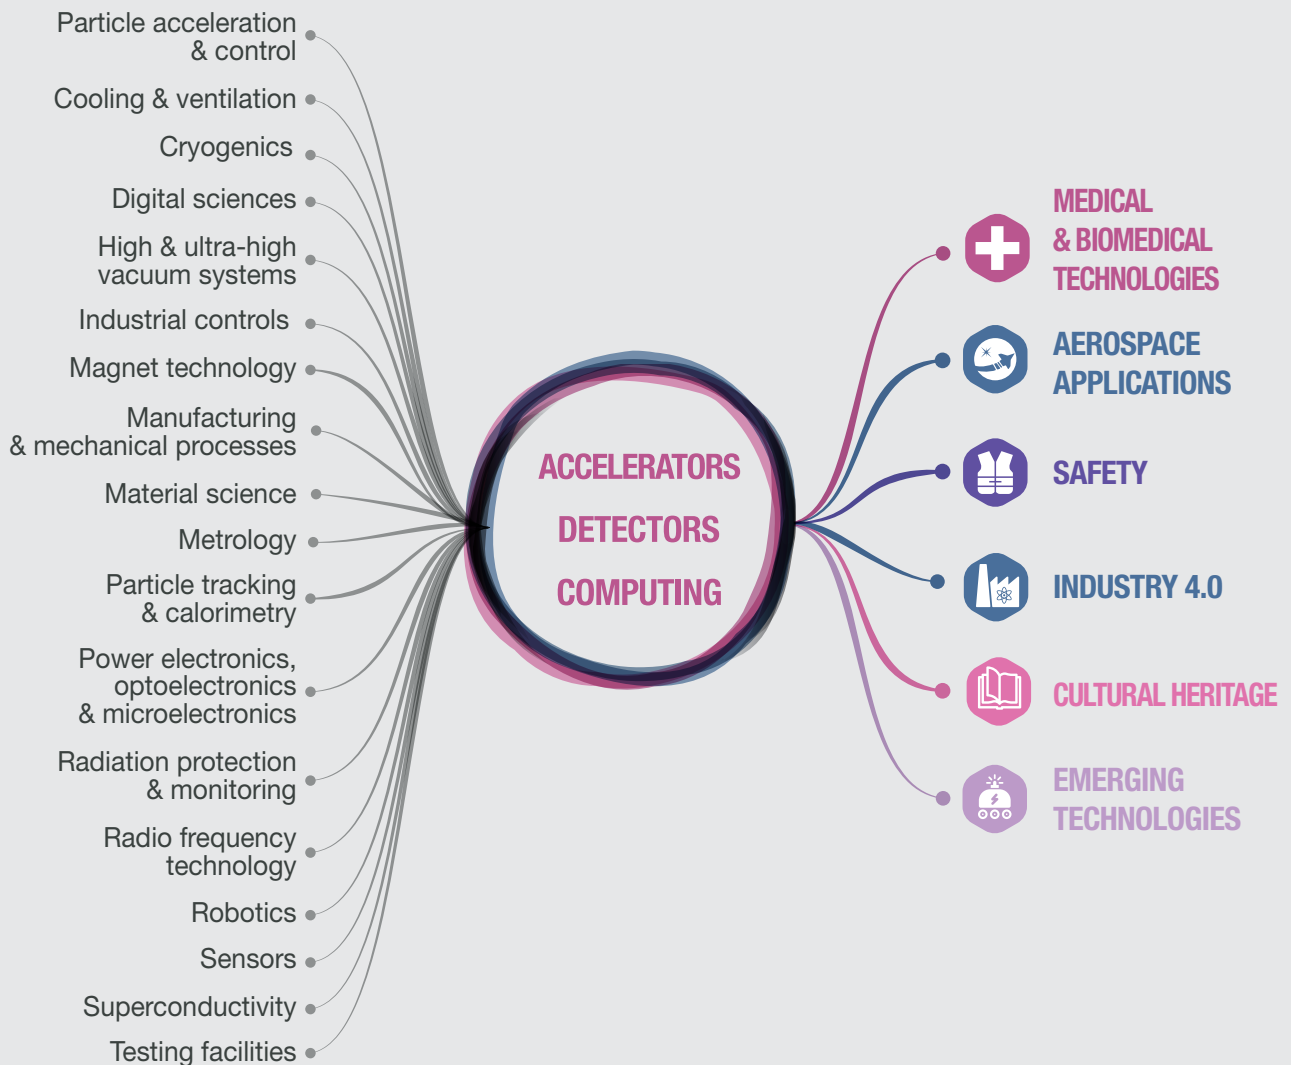 Particle acceleration
& control
Cooling & ventilation
Cryogenics
Digital sciences
High & ultra-high
vacuum systems
Industrial controls
Magnet technology
Manufacturing
& mechanical processes
Material science
Metrology
Particle tracking
& calorimetry
Power electronics,
optoelectronics
& microelectronics
Radiation protection
& monitoring
Radio frequency
technology
Robotics
Sensors
Superconductivity
Testing facilities
ACCELERATORS
DETECTORS
COMPUTING
MEDICAL
& BIOMEDICAL
TECHNOLOGIES
AEROSPACE
APPLICATIONS
SAFETY
INDUSTRY 4.0
CULTURAL HERITAGE
EMERGING
TECHNOLOGIES